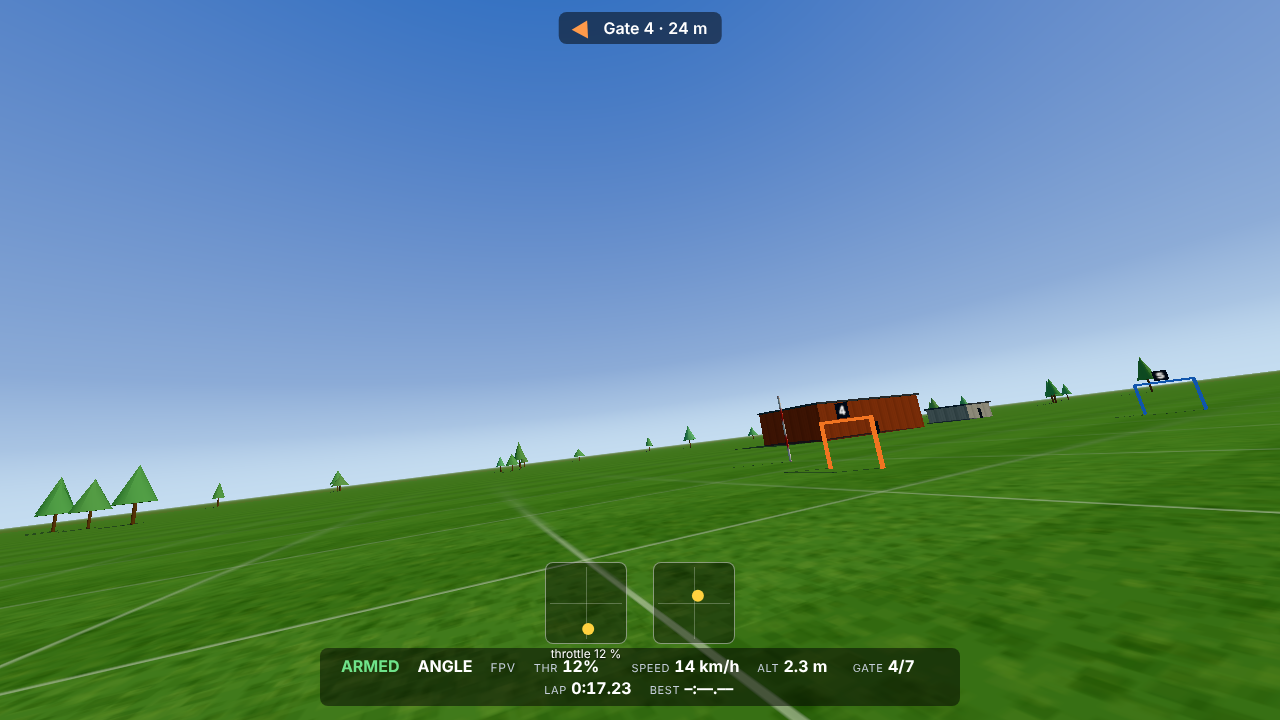 Gate 4 · 24 m
4
throttle 12 %
ARMED ANGLE FPV THR 12% SPEED 14 km/h ALT 2.3 m GATE 4/7
LAP 0:17.23 BEST –:––.––